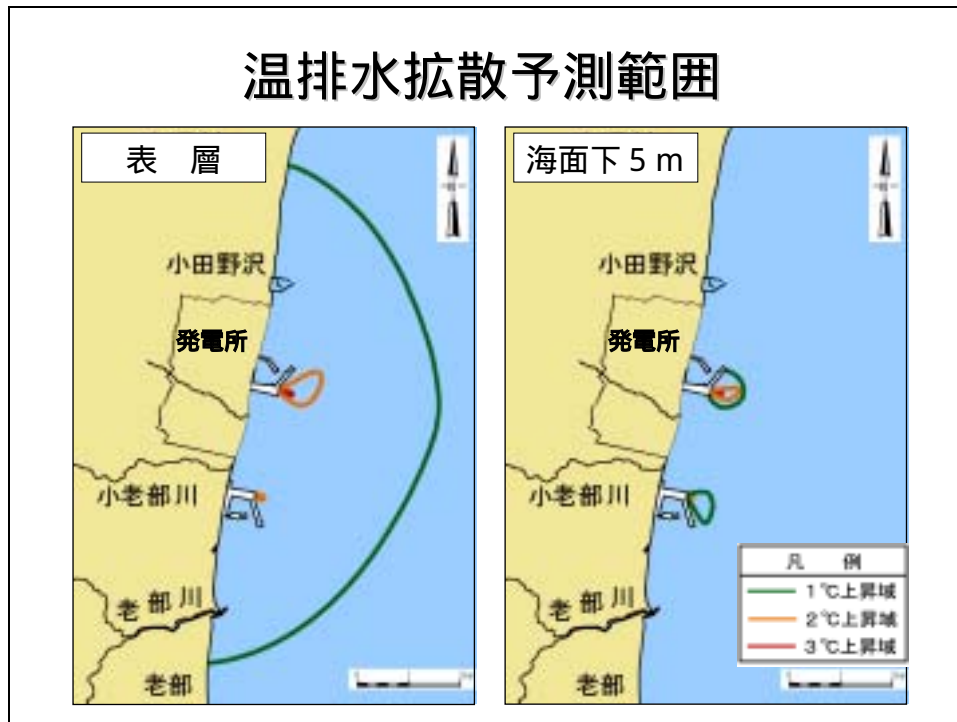 温排水拡散予測範囲
表　層
小田野沢
発電所
小老部川
老部川
老部
海面下５ｍ
小田野沢
発電所
小老部川
老部川
老部
凡　例
1℃上昇域
2℃上昇域
3℃上昇域